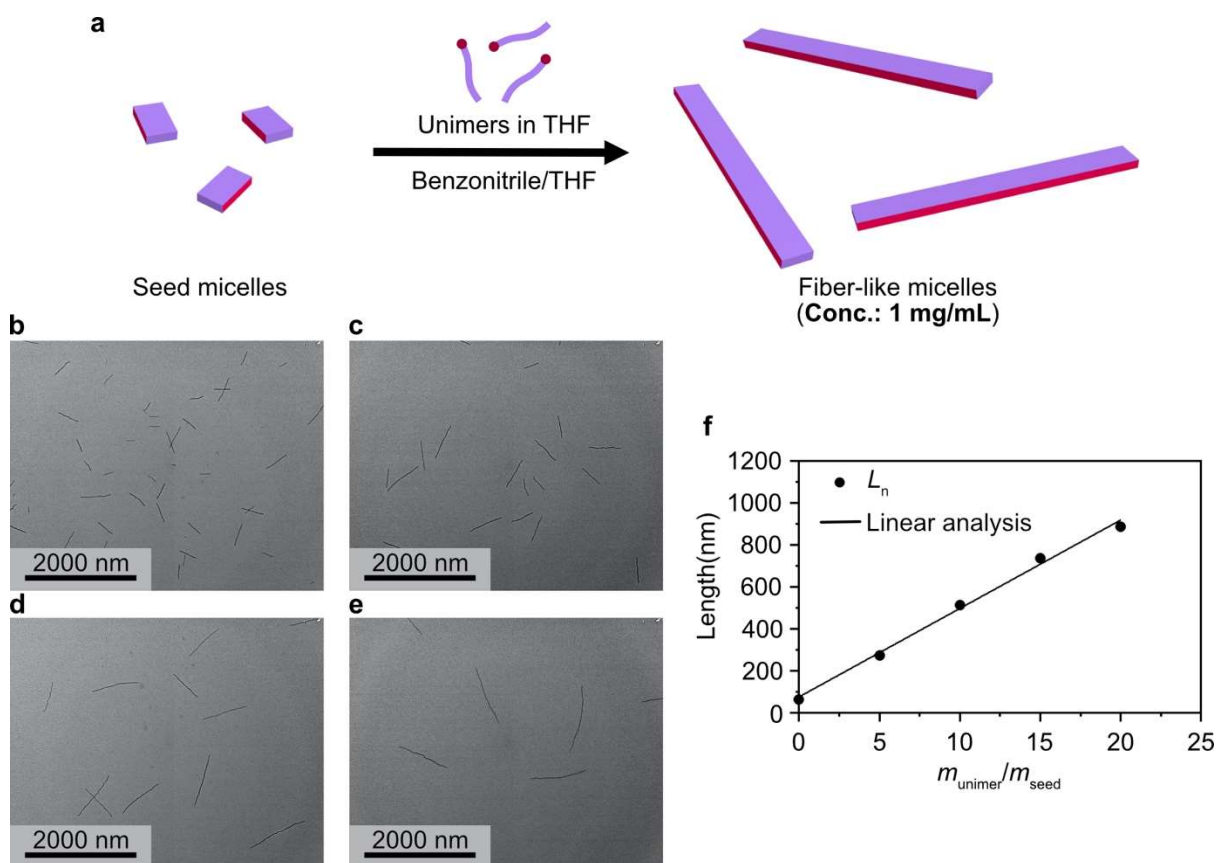 a
Unimers in THF
Benzonitrile/THF
Seed micelles
Fiber-like micelles
(Conc.: 1 mg/mL)
b
2000 nm
c
2000 nm
d
2000 nm
e
2000 nm
f
1200
1000
800
600
400
200
0
Length(nm)
Ln
Linear analysis
0 5 10 15 20 25
munimer/mseed